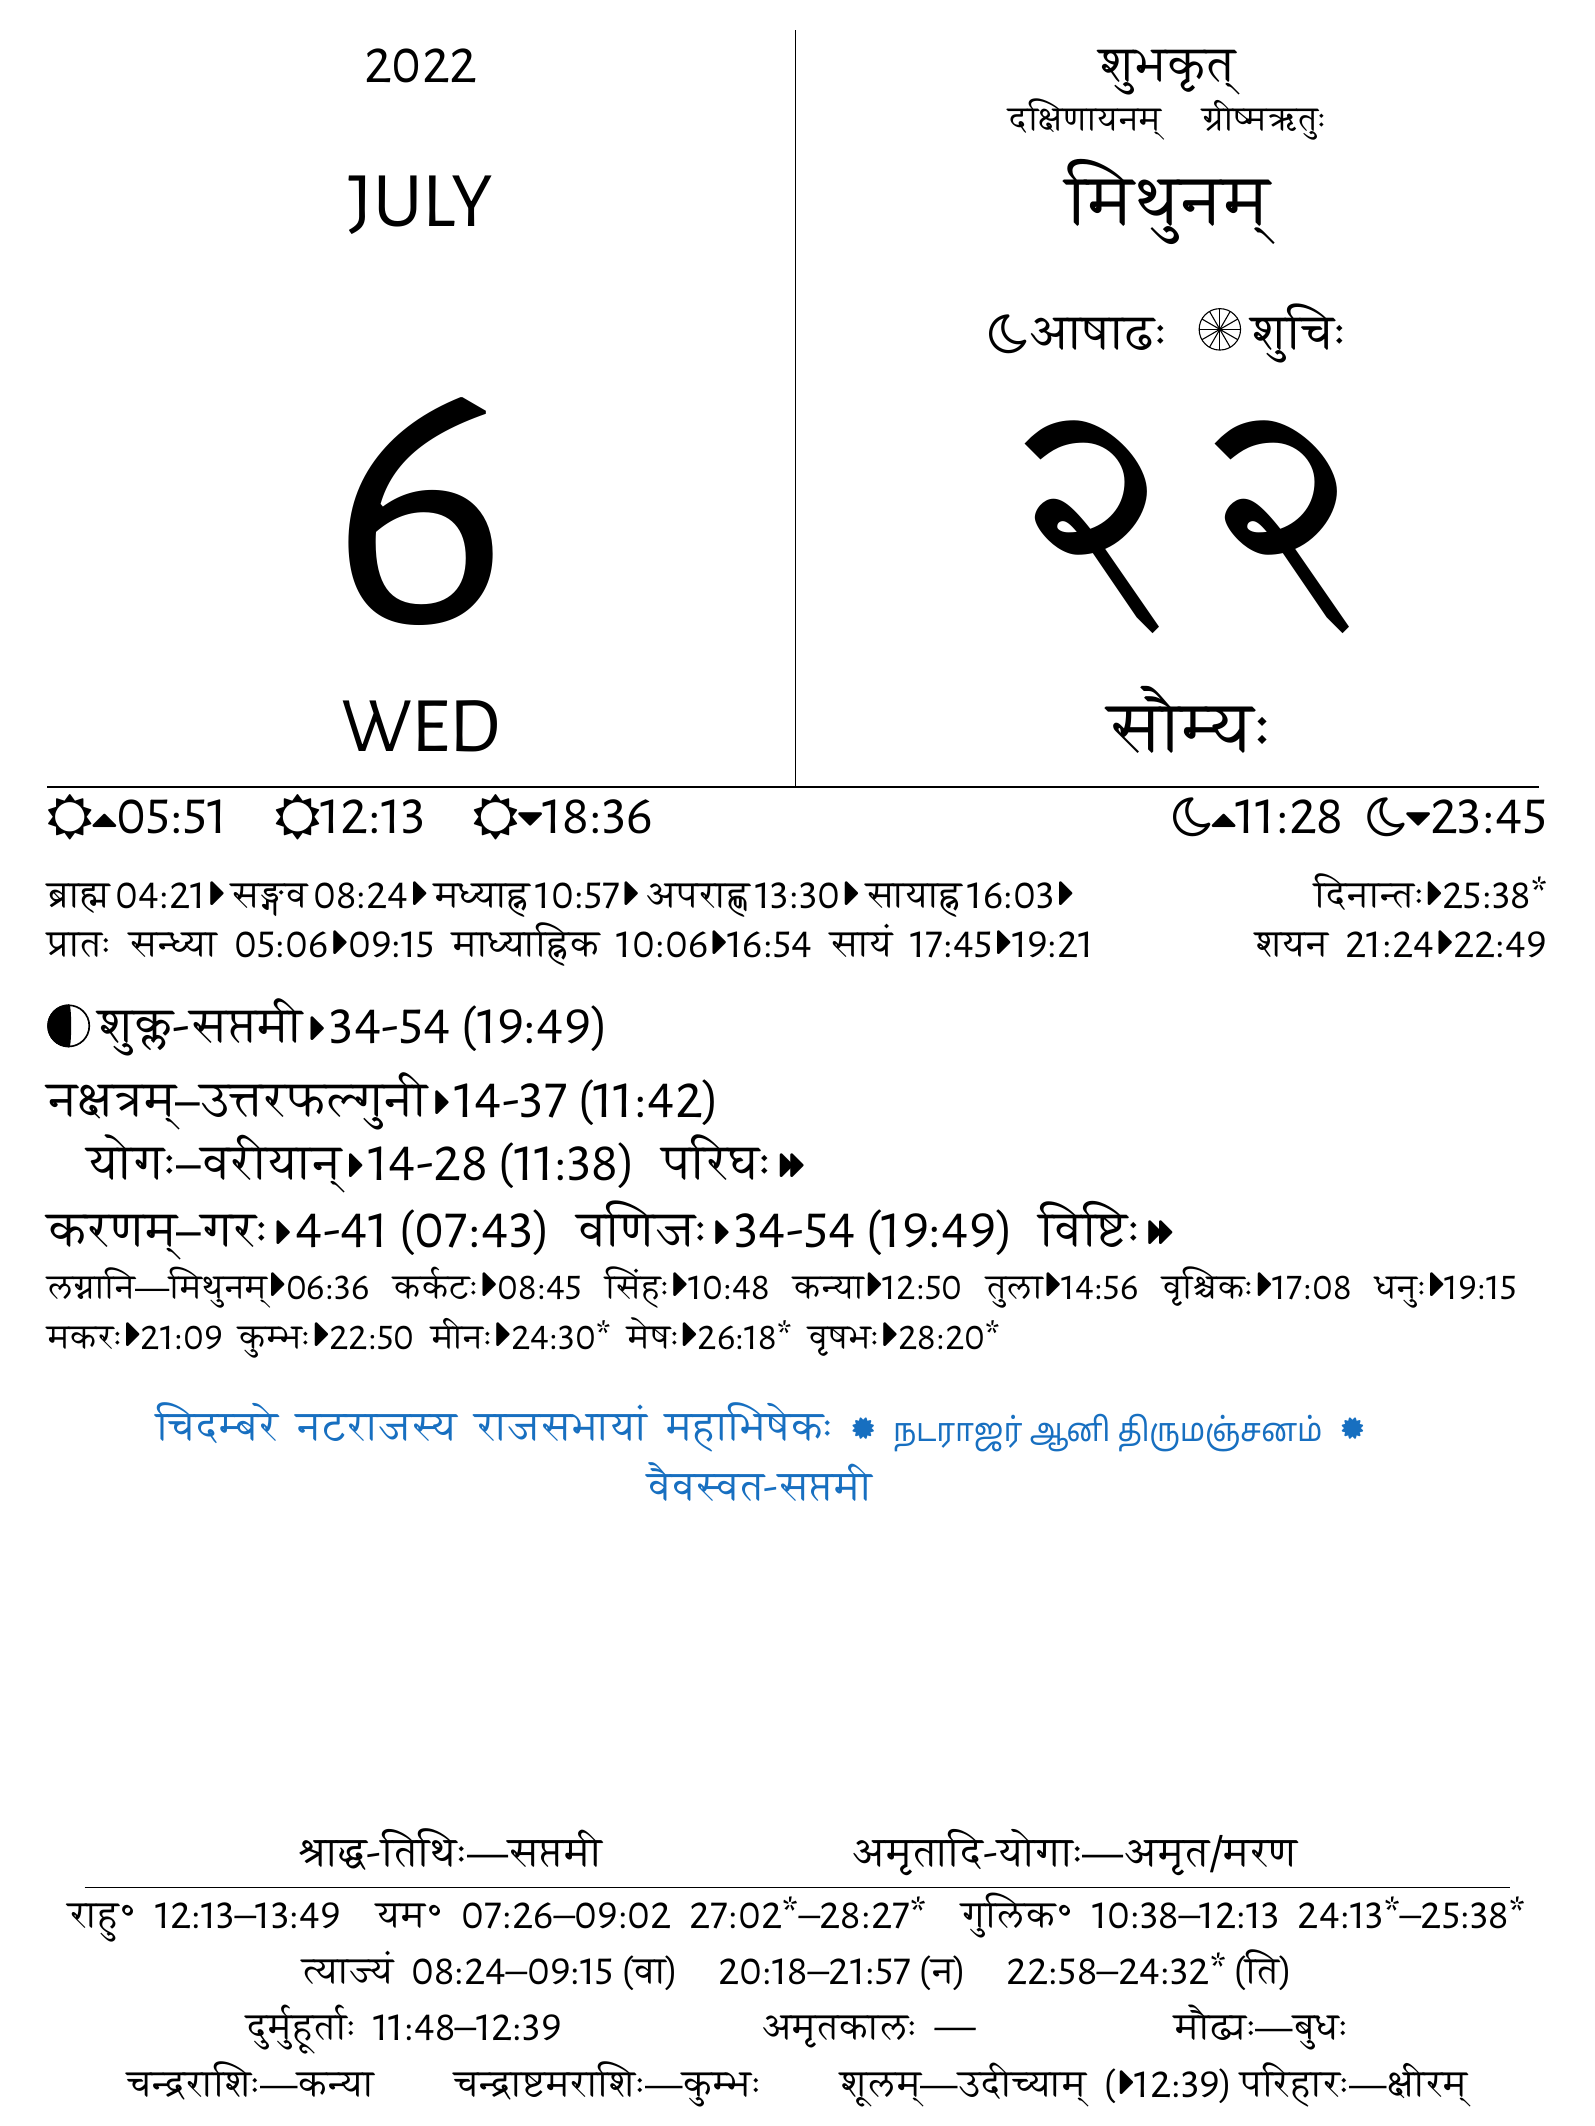 2022
JULY
6
WED
शुभकृत्
दक्षिणायनम् ग्रीष्मऋतुः
मिथुनम्
आषाढः शुचिः
२२
सौम्यः
05:51 12:13 18:36 11:28 23:45
ब्राह्म 04:21 सङ्गव 08:24 मध्याह्न 10:57 अपराह्ण 13:30 सायाह्न 16:03 दिनान्तः 25:38*
प्रातः सन्ध्या 05:06 09:15 माध्याह्निक 10:06 16:54 सायं 17:45 19:21 शयन 21:24 22:49
शुक्ल-सप्तमी 34-54 (19:49)
नक्षत्रम्–उत्तरफल्गुनी 14-37 (11:42)
योगः–वरीयान् 14-28 (11:38) परिघः
करणम्–गरः 4-41 (07:43) वणिजः 34-54 (19:49) विष्टिः
लग्नानि—मिथुनम् 06:36 कर्कटः 08:45 सिंहः 10:48 कन्या 12:50 तुला 14:56 वृश्चिकः 17:08 धनुः 19:15
मकरः 21:09 कुम्भः 22:50 मीनः 24:30* मेषः 26:18* वृषभः 28:20*
चिदम्बरे नटराजस्य राजसभायां महाभिषेकः நடராஜர் ஆனி திருமஞ்சனம்
वैवस्वत-सप्तमी
श्राद्ध-तिथिः—सप्तमी अमृतादि-योगाः—अमृत/मरण
राहु॰ 12:13–13:49 यम॰ 07:26–09:02 27:02*–28:27* गुलिक॰ 10:38–12:13 24:13*–25:38*
त्याज्यं 08:24–09:15 (वा) 20:18–21:57 (न) 22:58–24:32* (ति)
दुर्मुहूर्ताः 11:48–12:39 अमृतकालः — मौढ्यः—बुधः
चन्द्रराशिः—कन्या चन्द्राष्टमराशिः—कुम्भः शूलम्—उदीच्याम् (12:39) परिहारः—क्षीरम्